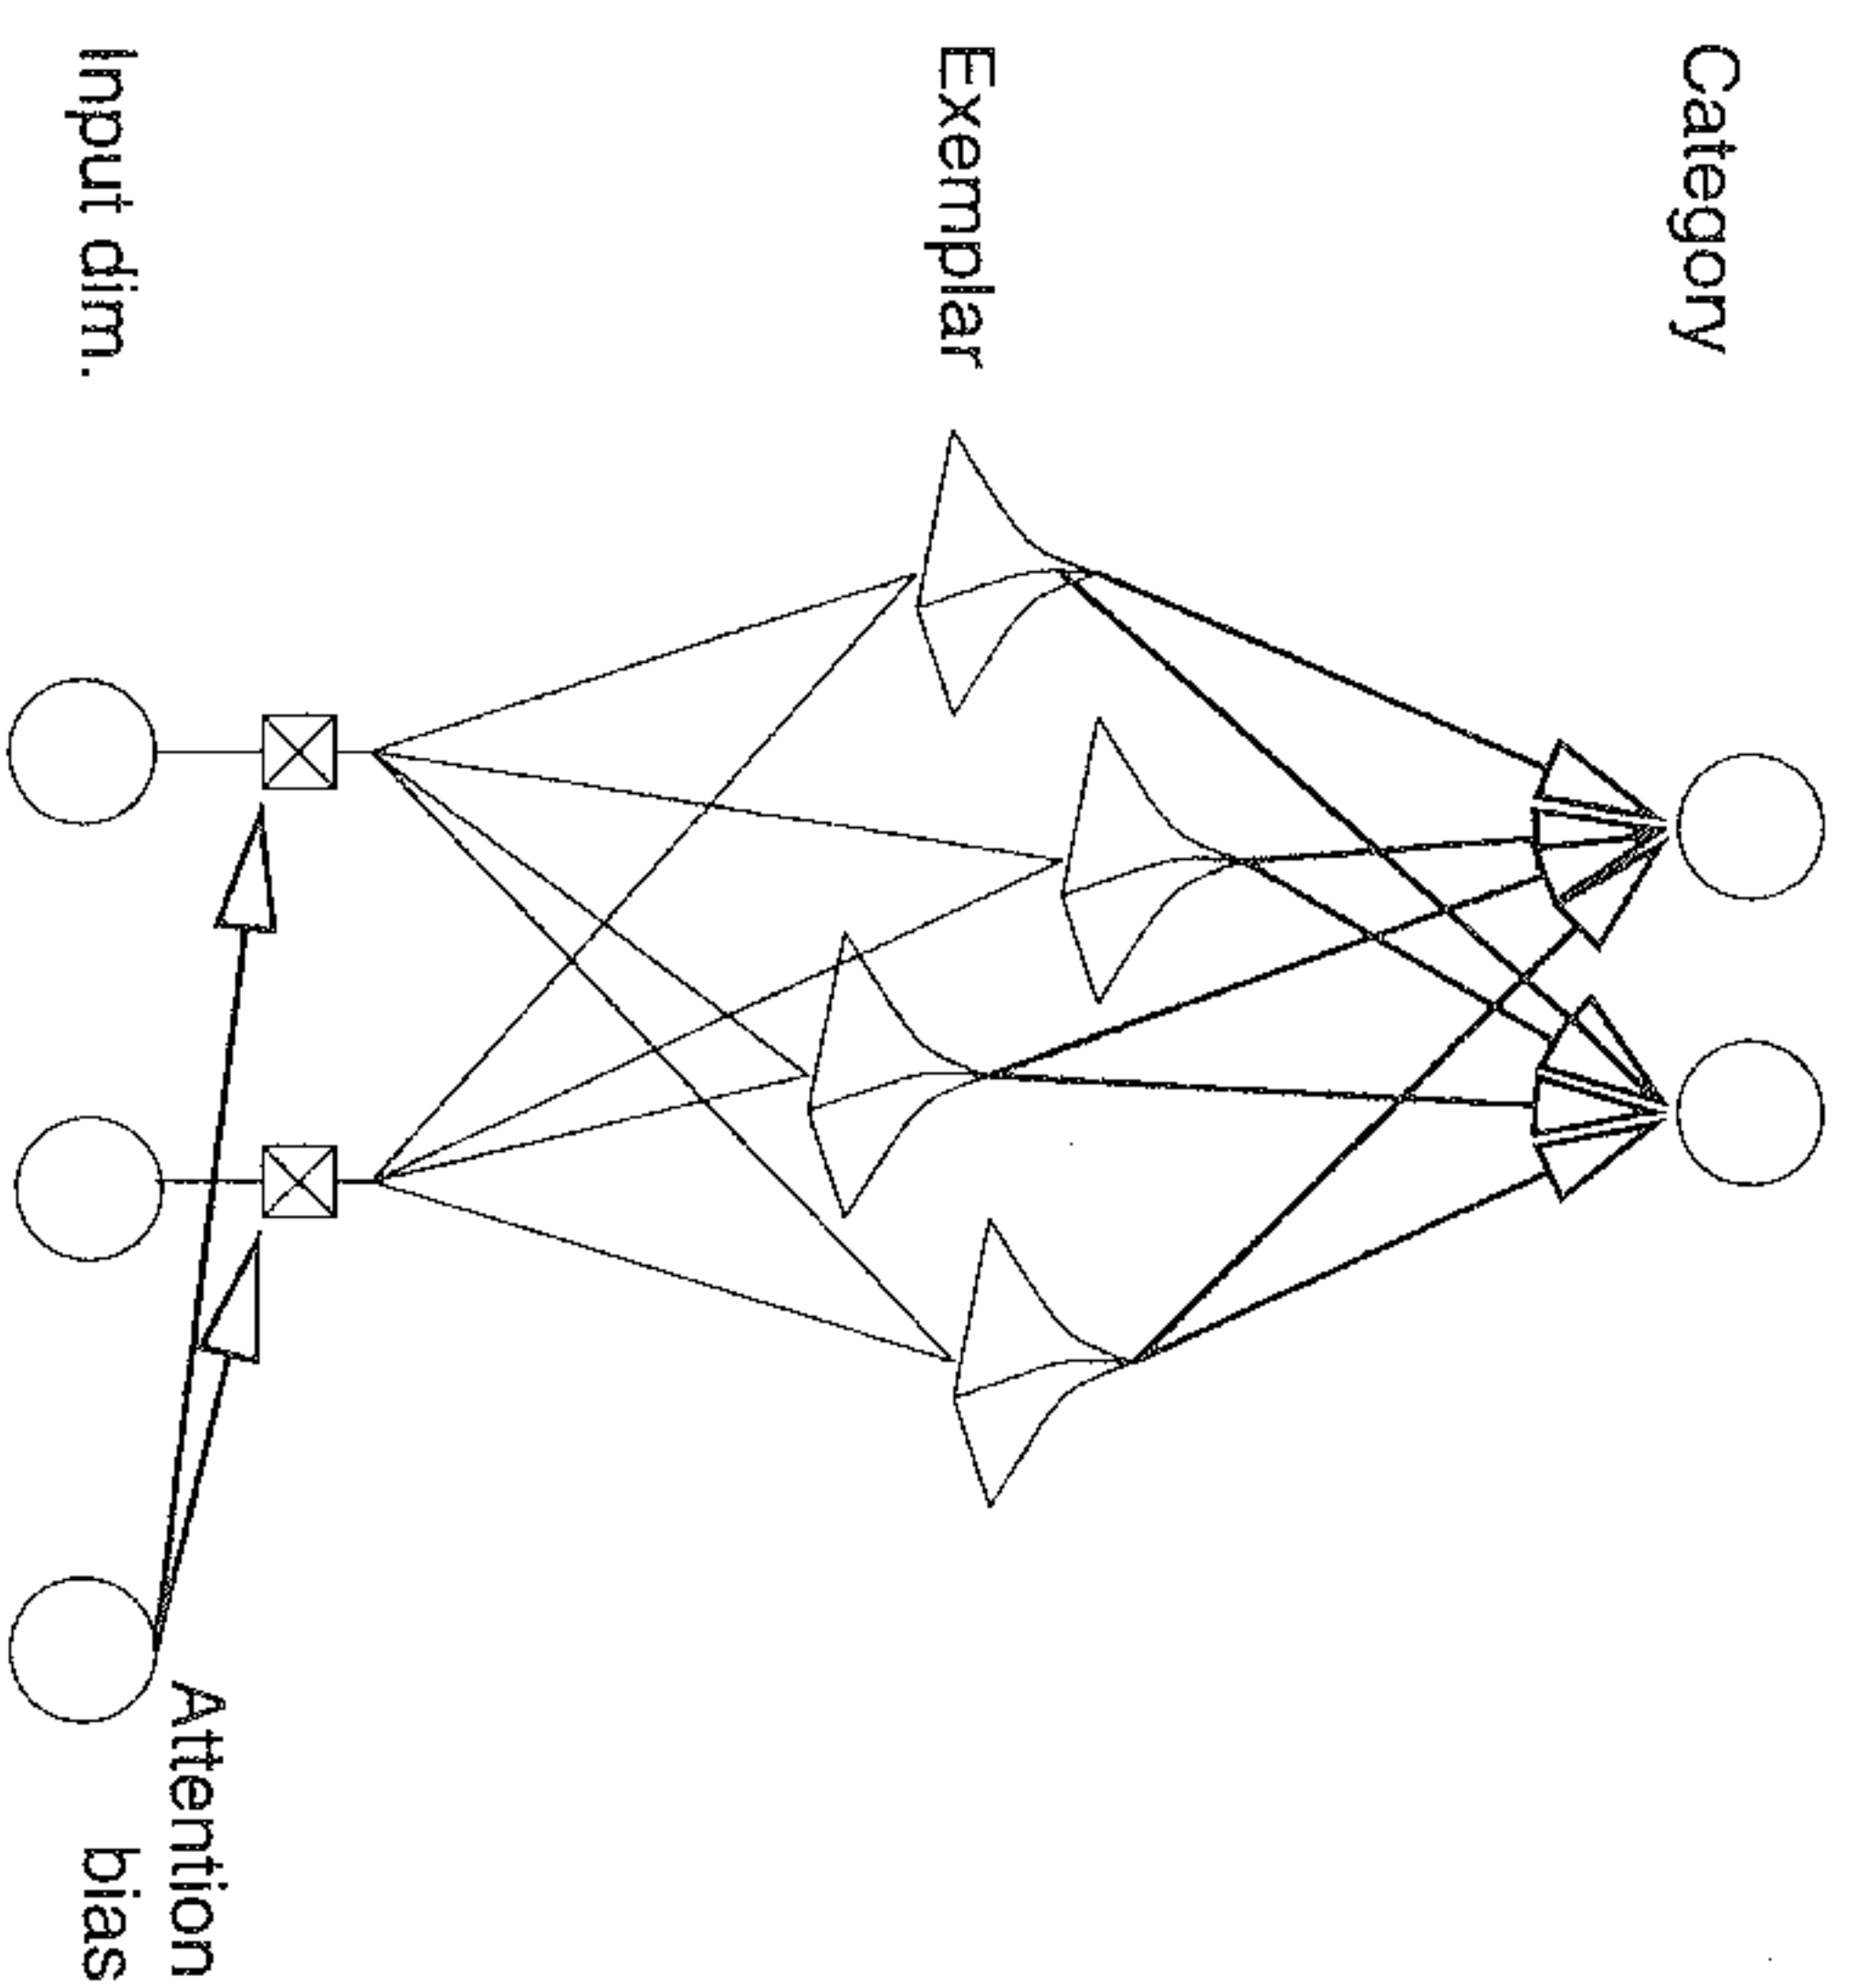 Category
Exemplar
Input dim.
Attention
bias